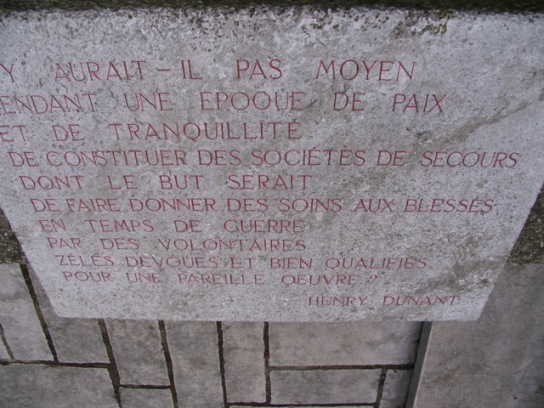 Y AURAIT-IL PAS MOYEN
PENDANT UNE EPOQUE DE PAIX
ET DE TRANQUILLITÉ
DE CONSTITUER DES SOCIÉTÉS DE SECOURS
DONT LE BUT SERAIT
DE FAIRE DONNER DES SOINS AUX BLESSÉS
EN TEMPS DE GUERRE
PAR DES VOLONTAIRES
ZÉLÉS DÉVOUÉS ET BIEN QUALIFIÉS
POUR UNE PAREILLE OEUVRE ?"
HENRY DUNANT